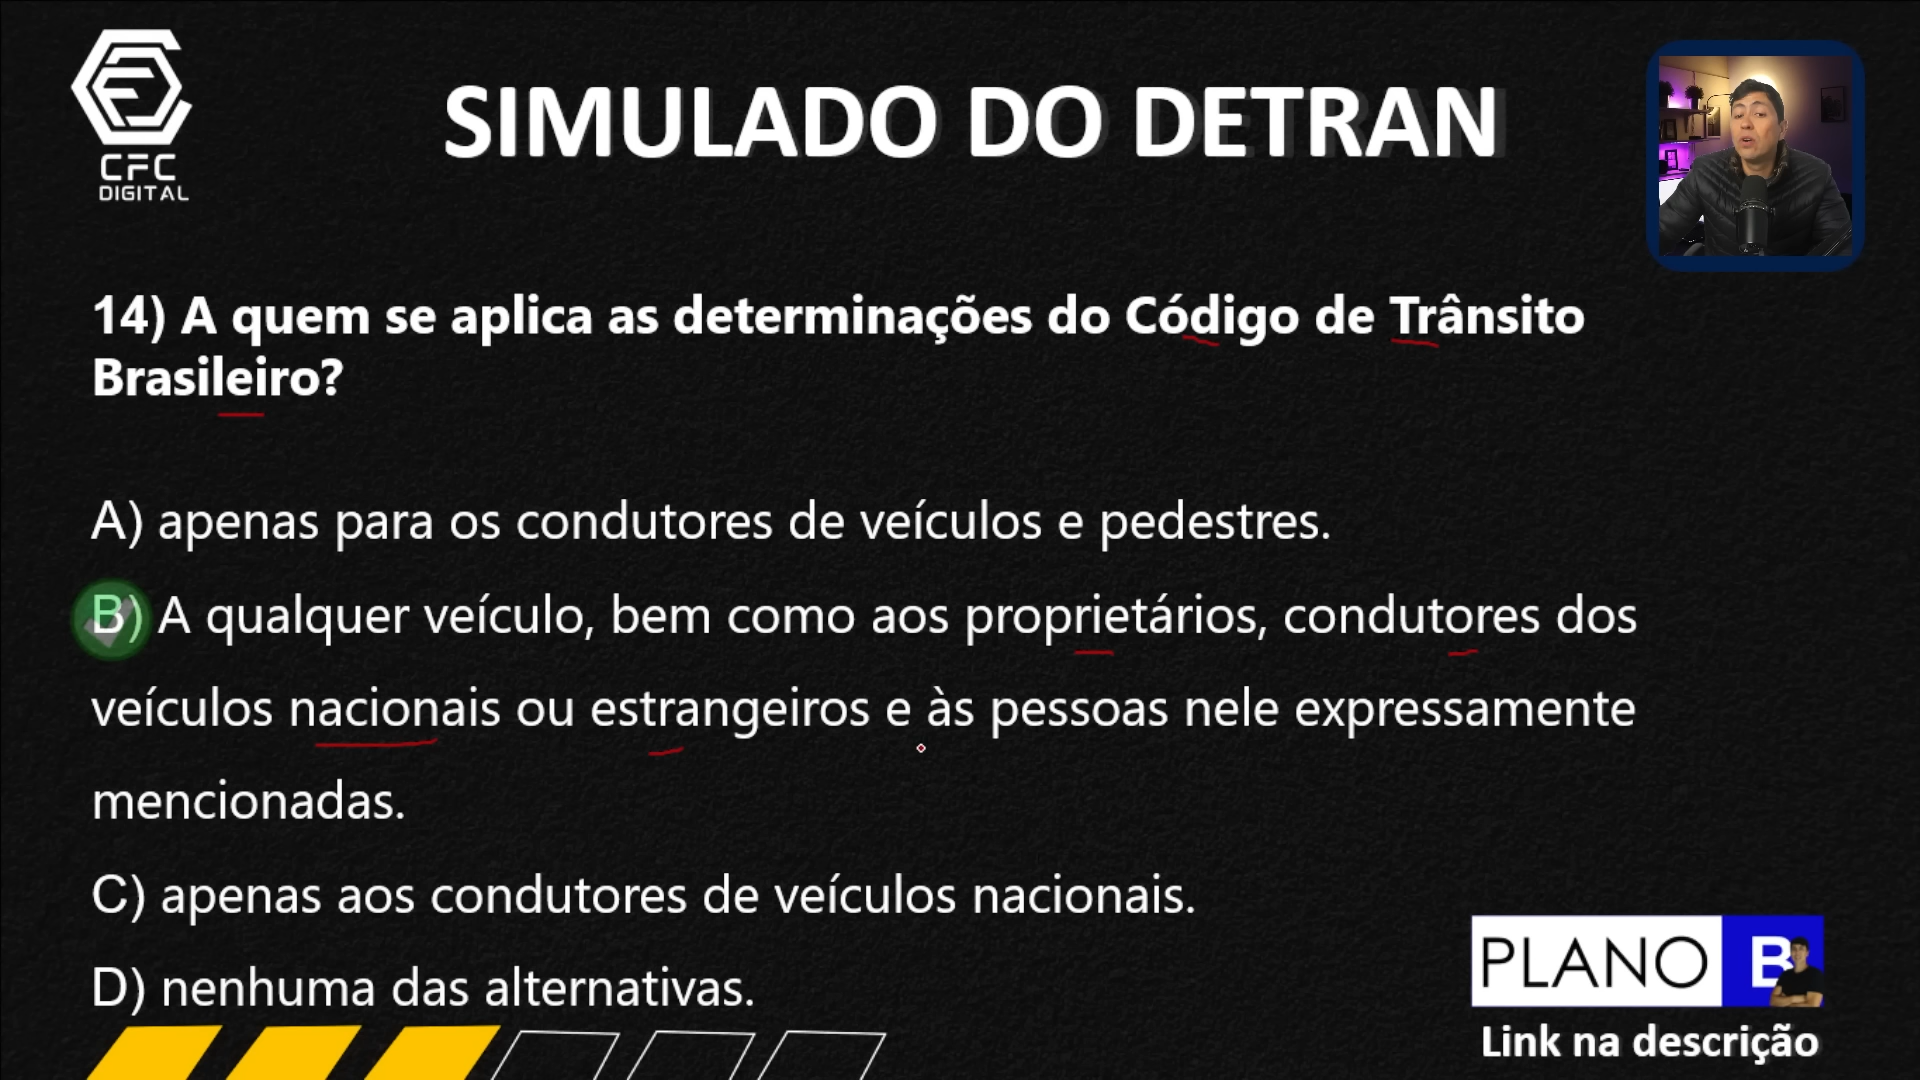 CFC
DIGITAL
SIMULADO DO DETRAN
14) A quem se aplica as determinações do Código de Trânsito
Brasileiro?
A) apenas para os condutores de veículos e pedestres.
B) A qualquer veículo, bem como aos proprietários, condutores dos
veículos nacionais ou estrangeiros e às pessoas nele expressamente
mencionadas.
C) apenas aos condutores de veículos nacionais.
D) nenhuma das alternativas.
PLANO B
Link na descrição